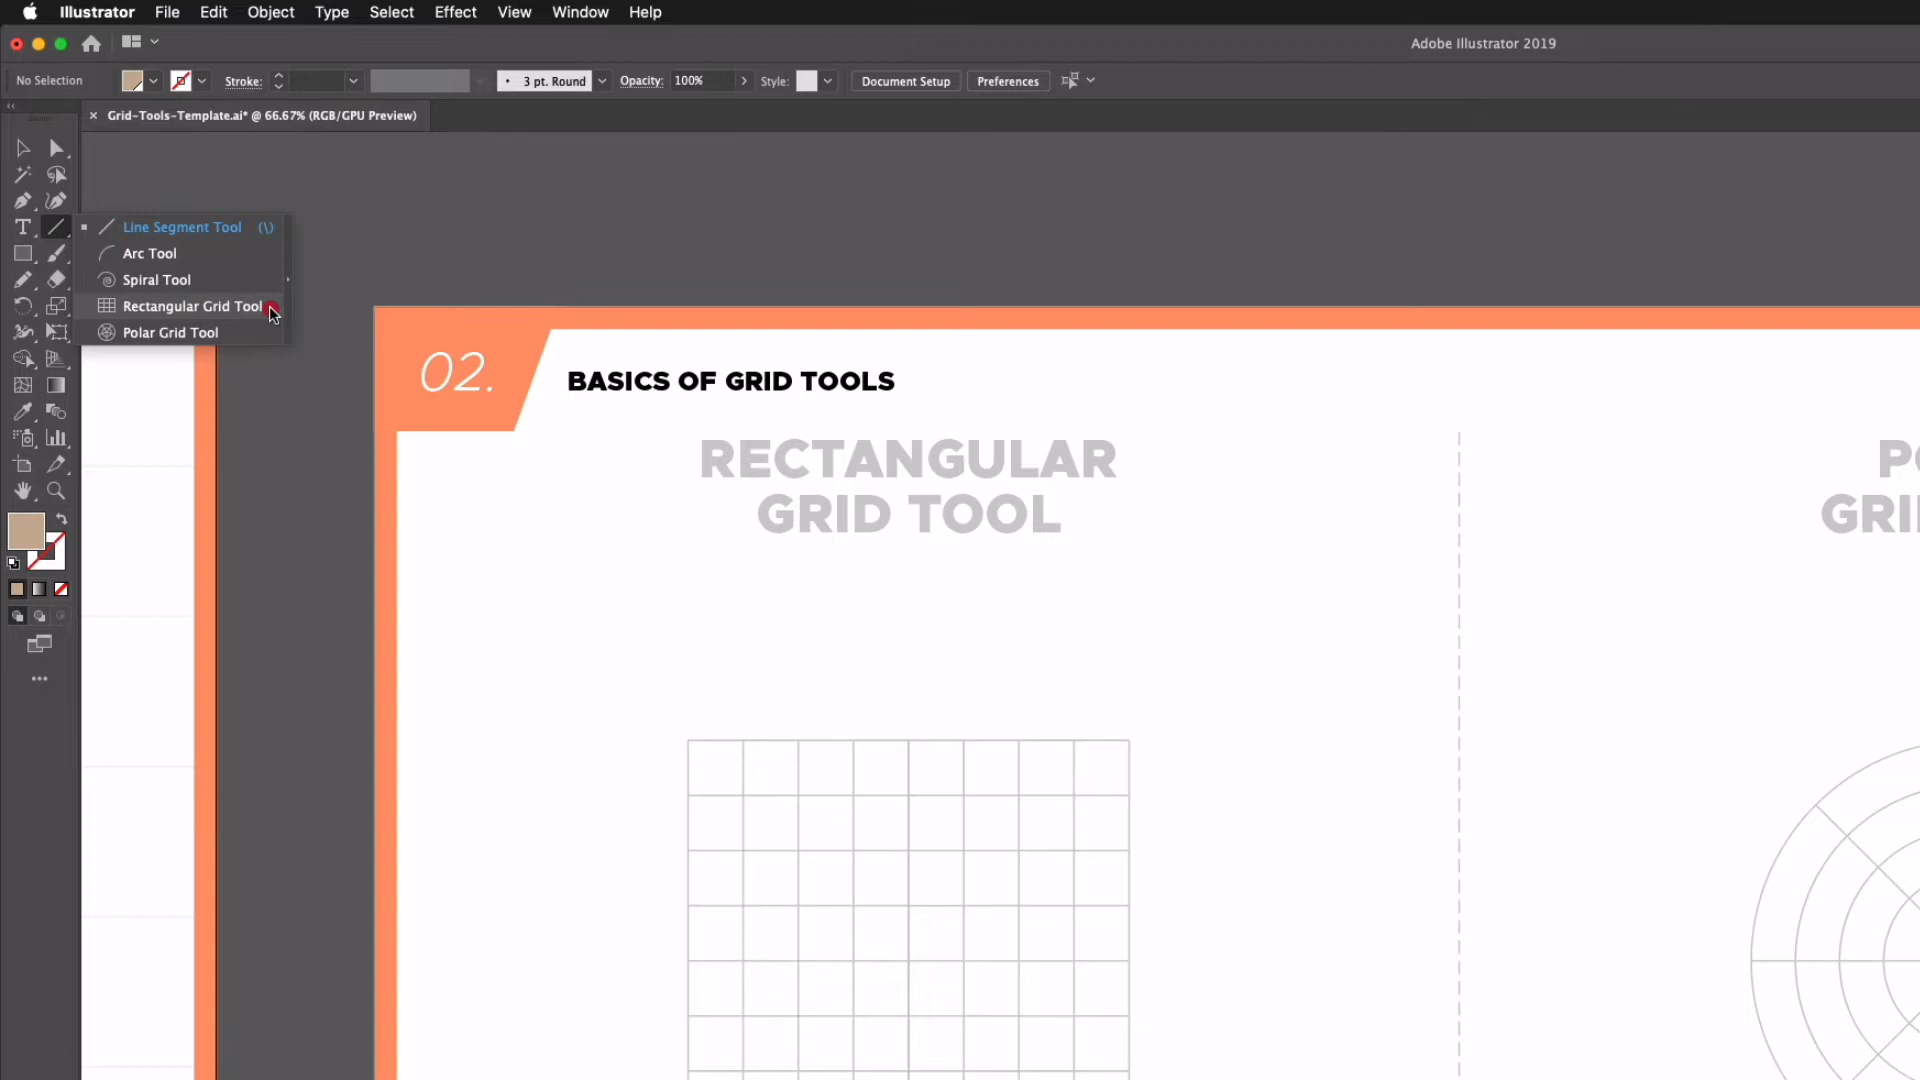 Illustrator File Edit Object Type Select Effect View Window Help
Adobe Illustrator 2019
No Selection Stroke: 3 pt. Round Opacity: 100% Style: Document Setup Preferences
Grid-Tools-Template.ai* @ 66.67% (RGB/GPU Preview)
Line Segment Tool (\)
Arc Tool
Spiral Tool
Rectangular Grid Tool
Polar Grid Tool
02.
BASICS OF GRID TOOLS
RECTANGULAR
GRID TOOL